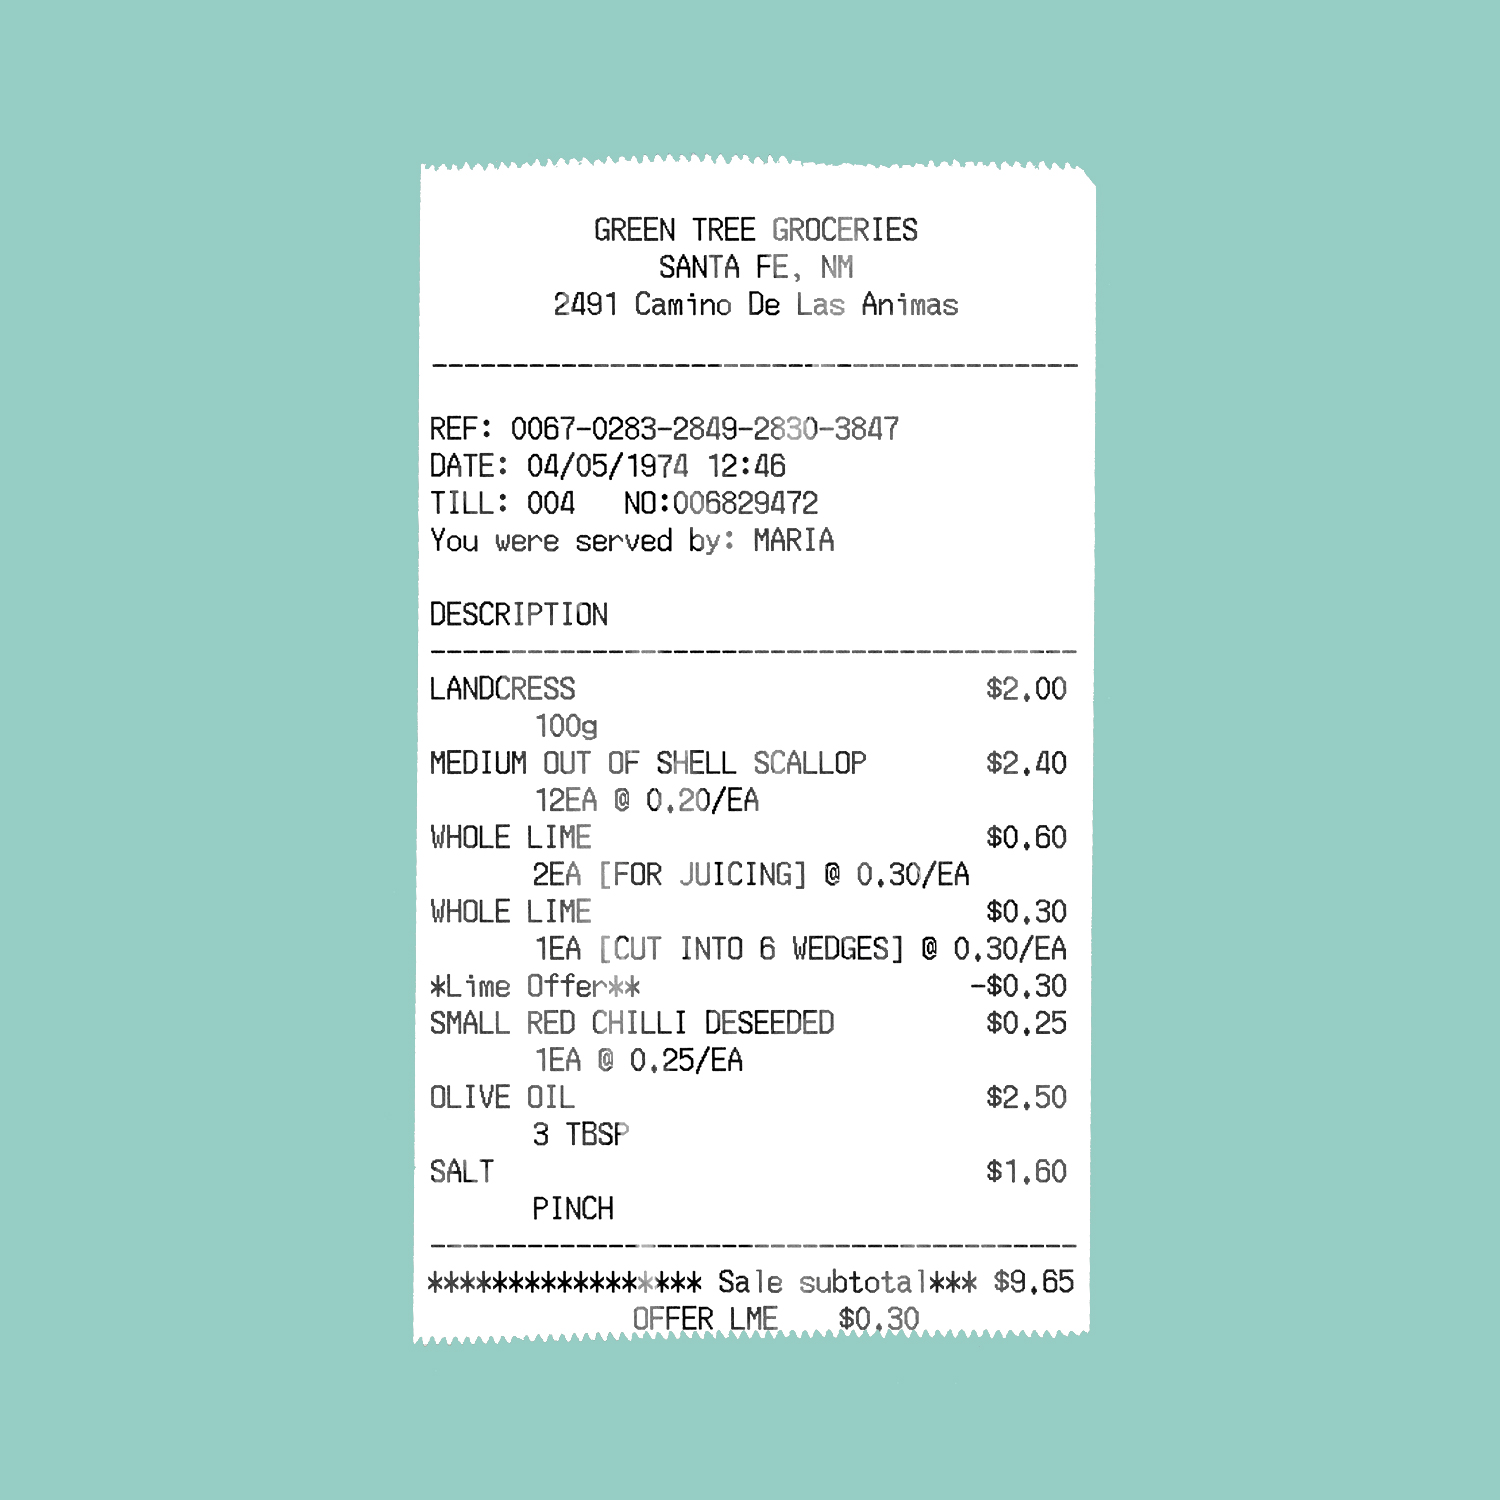 GREEN TREE GROCERIES
SANTA FE, NM
2491 Camino De Las Animas
----------------------------------------
REF: 0067-0283-2849-2830-3847
DATE: 04/05/1974 12:46
TILL: 004 NO:006829472
You were served by: MARIA
DESCRIPTION
----------------------------------------
LANDCRESS $2.00
100g
MEDIUM OUT OF SHELL SCALLOP $2.40
12EA @ 0.20/EA
WHOLE LIME $0.60
2EA [FOR JUICING] @ 0.30/EA
WHOLE LIME $0.30
1EA [CUT INTO 6 WEDGES] @ 0.30/EA
*Lime Offer** -$0.30
SMALL RED CHILLI DESEEDED $0.25
1EA @ 0.25/EA
OLIVE OIL $2.50
3 TBSP
SALT $1.60
PINCH
----------------------------------------
***************** Sale subtotal*** $9.65
OFFER LME $0.30